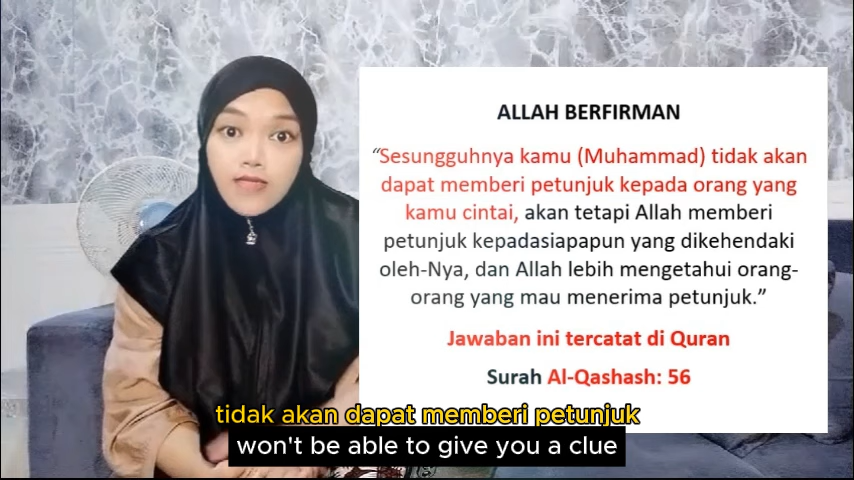 ALLAH BERFIRMAN
“Sesungguhnya kamu (Muhammad) tidak akan
dapat memberi petunjuk kepada orang yang
kamu cintai, akan tetapi Allah memberi
petunjuk kepadasiapapun yang dikehendaki
oleh-Nya, dan Allah lebih mengetahui orang-
orang yang mau menerima petunjuk.”
Jawaban ini tercatat di Quran
Surah Al-Qashash: 56
tidak akan dapat memberi petunjuk
won't be able to give you a clue